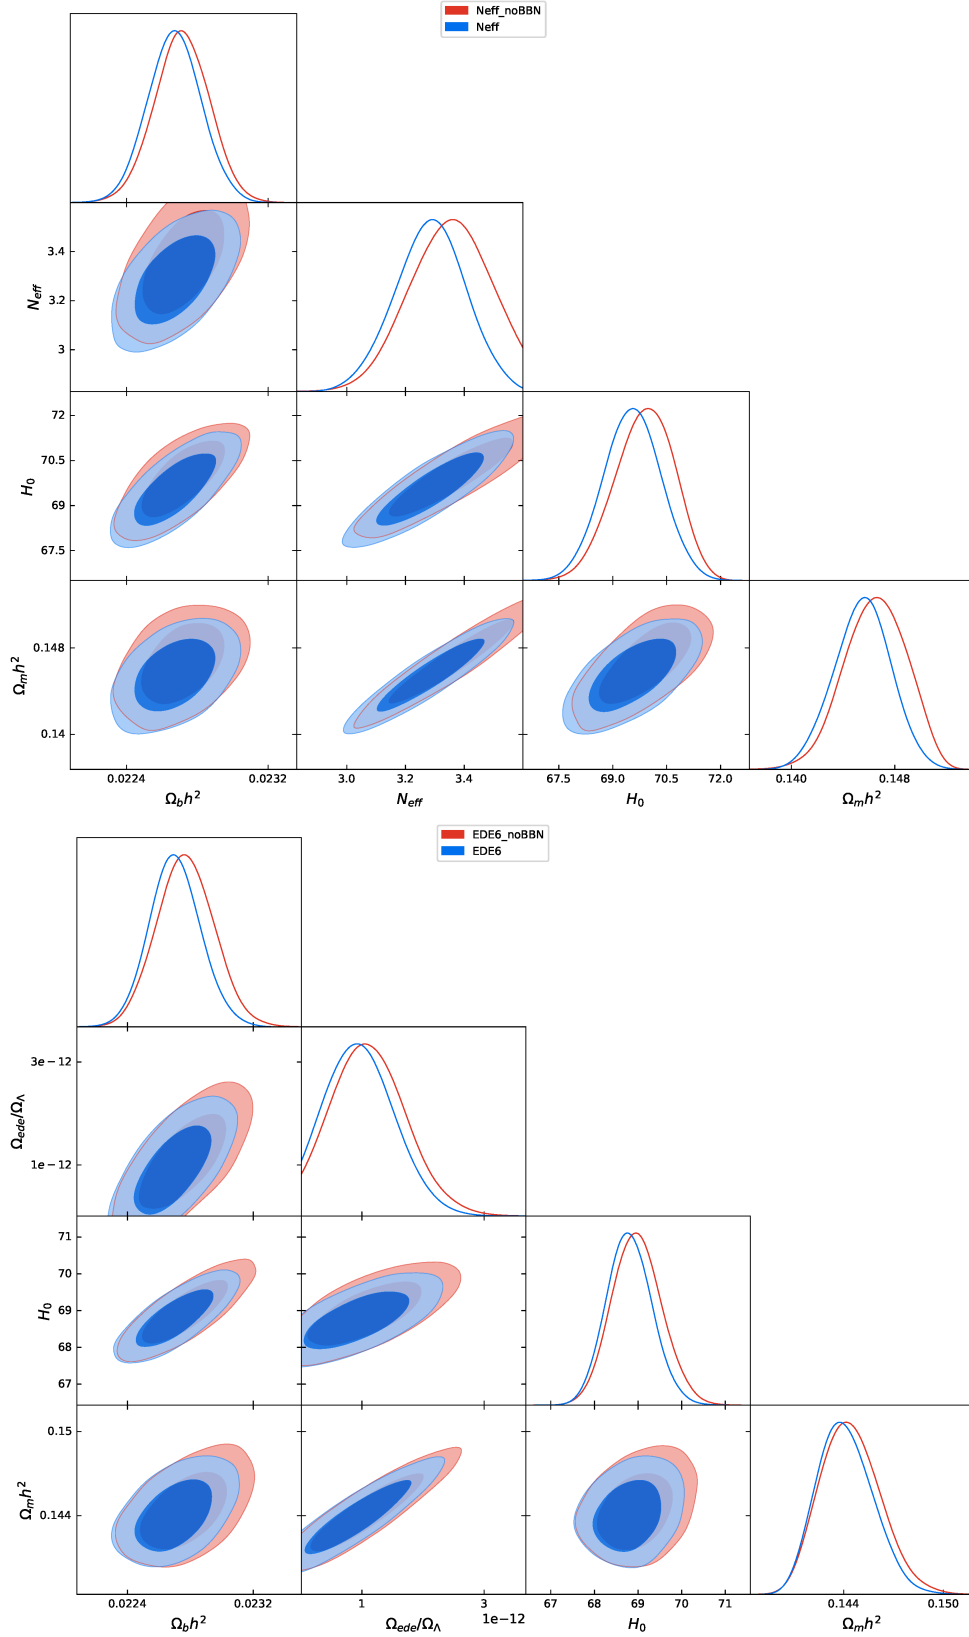 Neff_noBBN
Neff
3.4
3.2
3
N_eff
72
70.5
69
67.5
H_0
0.148
0.14
Ω_m h^2
0.0224 0.0232
3.0 3.2 3.4
67.5 69.0 70.5 72.0
0.140 0.148
Ω_b h^2
N_eff
H_0
Ω_m h^2
EDE6_noBBN
EDE6
3e−12
1e−12
Ω_ede/Ω_Λ
71
70
69
68
67
H_0
0.15
0.144
Ω_m h^2
0.0224 0.0232
1 3
67 68 69 70 71
0.144 0.150
1e−12
Ω_b h^2
Ω_ede/Ω_Λ
H_0
Ω_m h^2